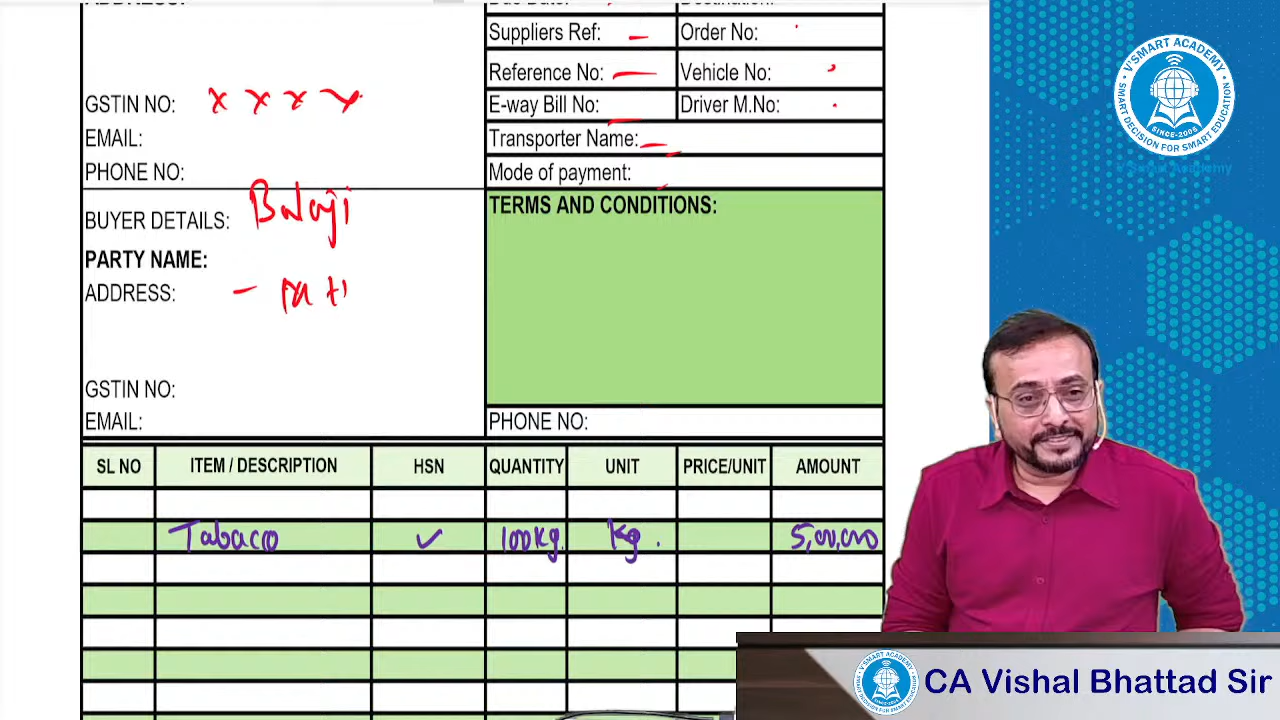 Suppliers Ref: –
Order No:
Reference No: —
Vehicle No:
GSTIN NO: x x x x
E-way Bill No:
Driver M.No:
EMAIL:
Transporter Name: –
PHONE NO:
Mode of payment:
BUYER DETAILS: Balaji
TERMS AND CONDITIONS:
PARTY NAME:
ADDRESS: –
GSTIN NO:
EMAIL:
PHONE NO:
SL NO ITEM / DESCRIPTION HSN QUANTITY UNIT PRICE/UNIT AMOUNT
Tabaco ✓ 100kg. kg. 5,00,000
V'SMART ACADEMY
SMART DECISION FOR SMART EDUCATION
SINCE-2006
CA Vishal Bhattad Sir